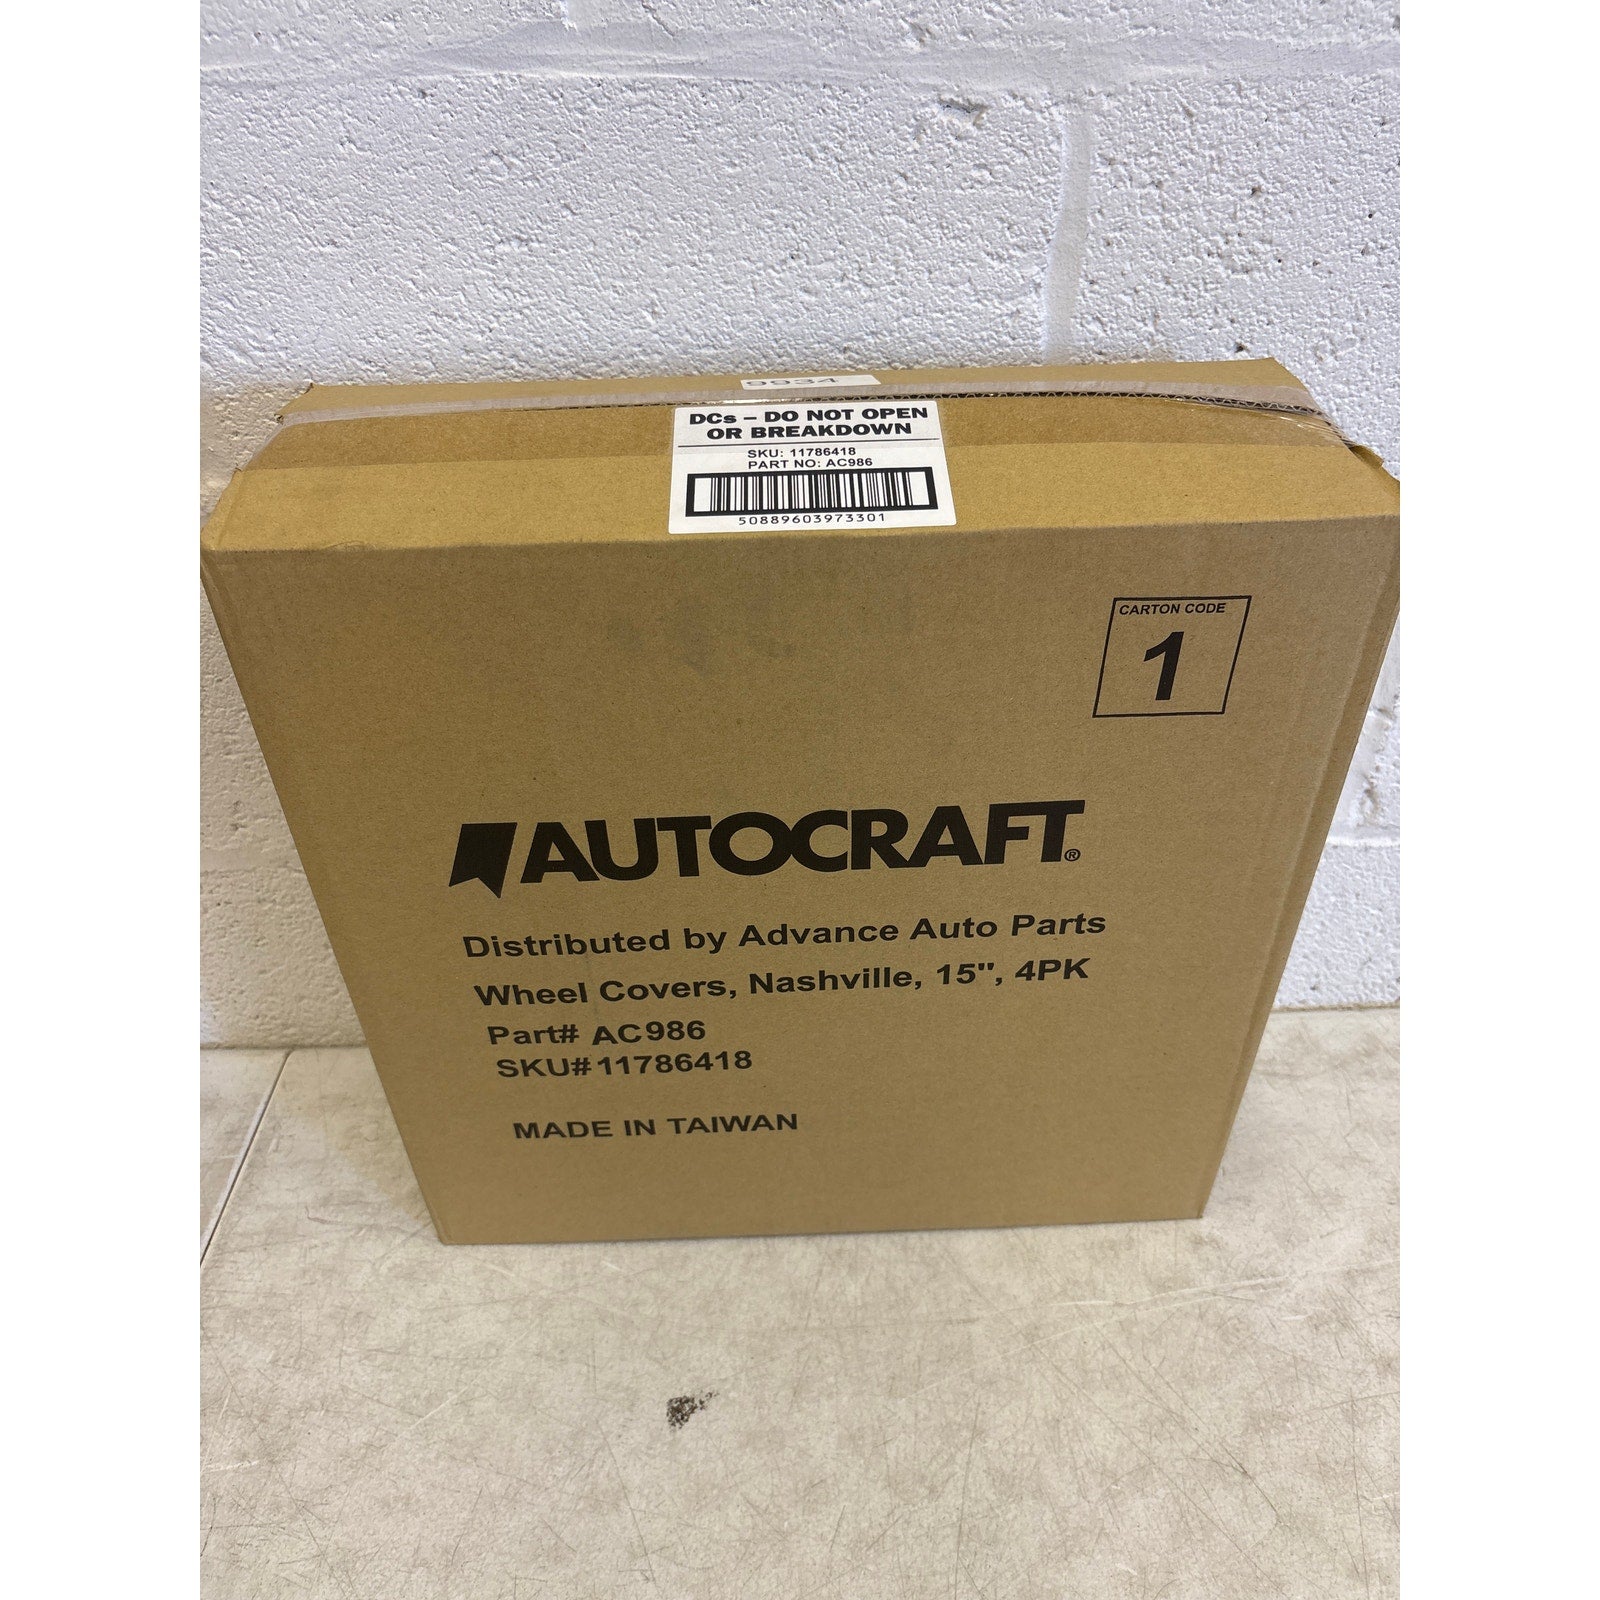 9934
DCs – DO NOT OPEN
OR BREAKDOWN
SKU: 11786418
PART NO: AC986
50889603973301
CARTON CODE
1
AUTOCRAFT®
Distributed by Advance Auto Parts
Wheel Covers, Nashville, 15", 4PK
Part# AC986
SKU#11786418
MADE IN TAIWAN